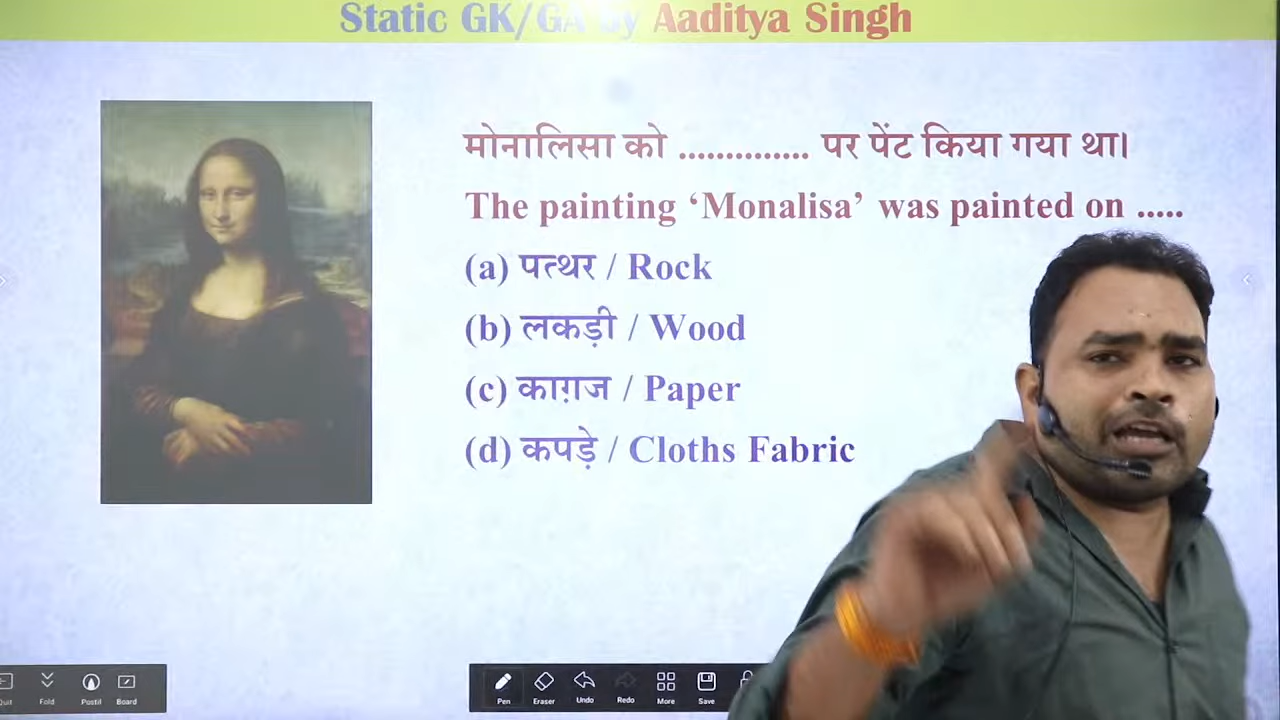 Static GK/GA by Aaditya Singh
मोनालिसा को .............. पर पेंट किया गया था।
The painting ‘Monalisa’ was painted on .....
(a) पत्थर / Rock
(b) लकड़ी / Wood
(c) काग़ज / Paper
(d) कपड़े / Cloths Fabric
Quit Fold Postil Board Pen Eraser Undo Redo More Save